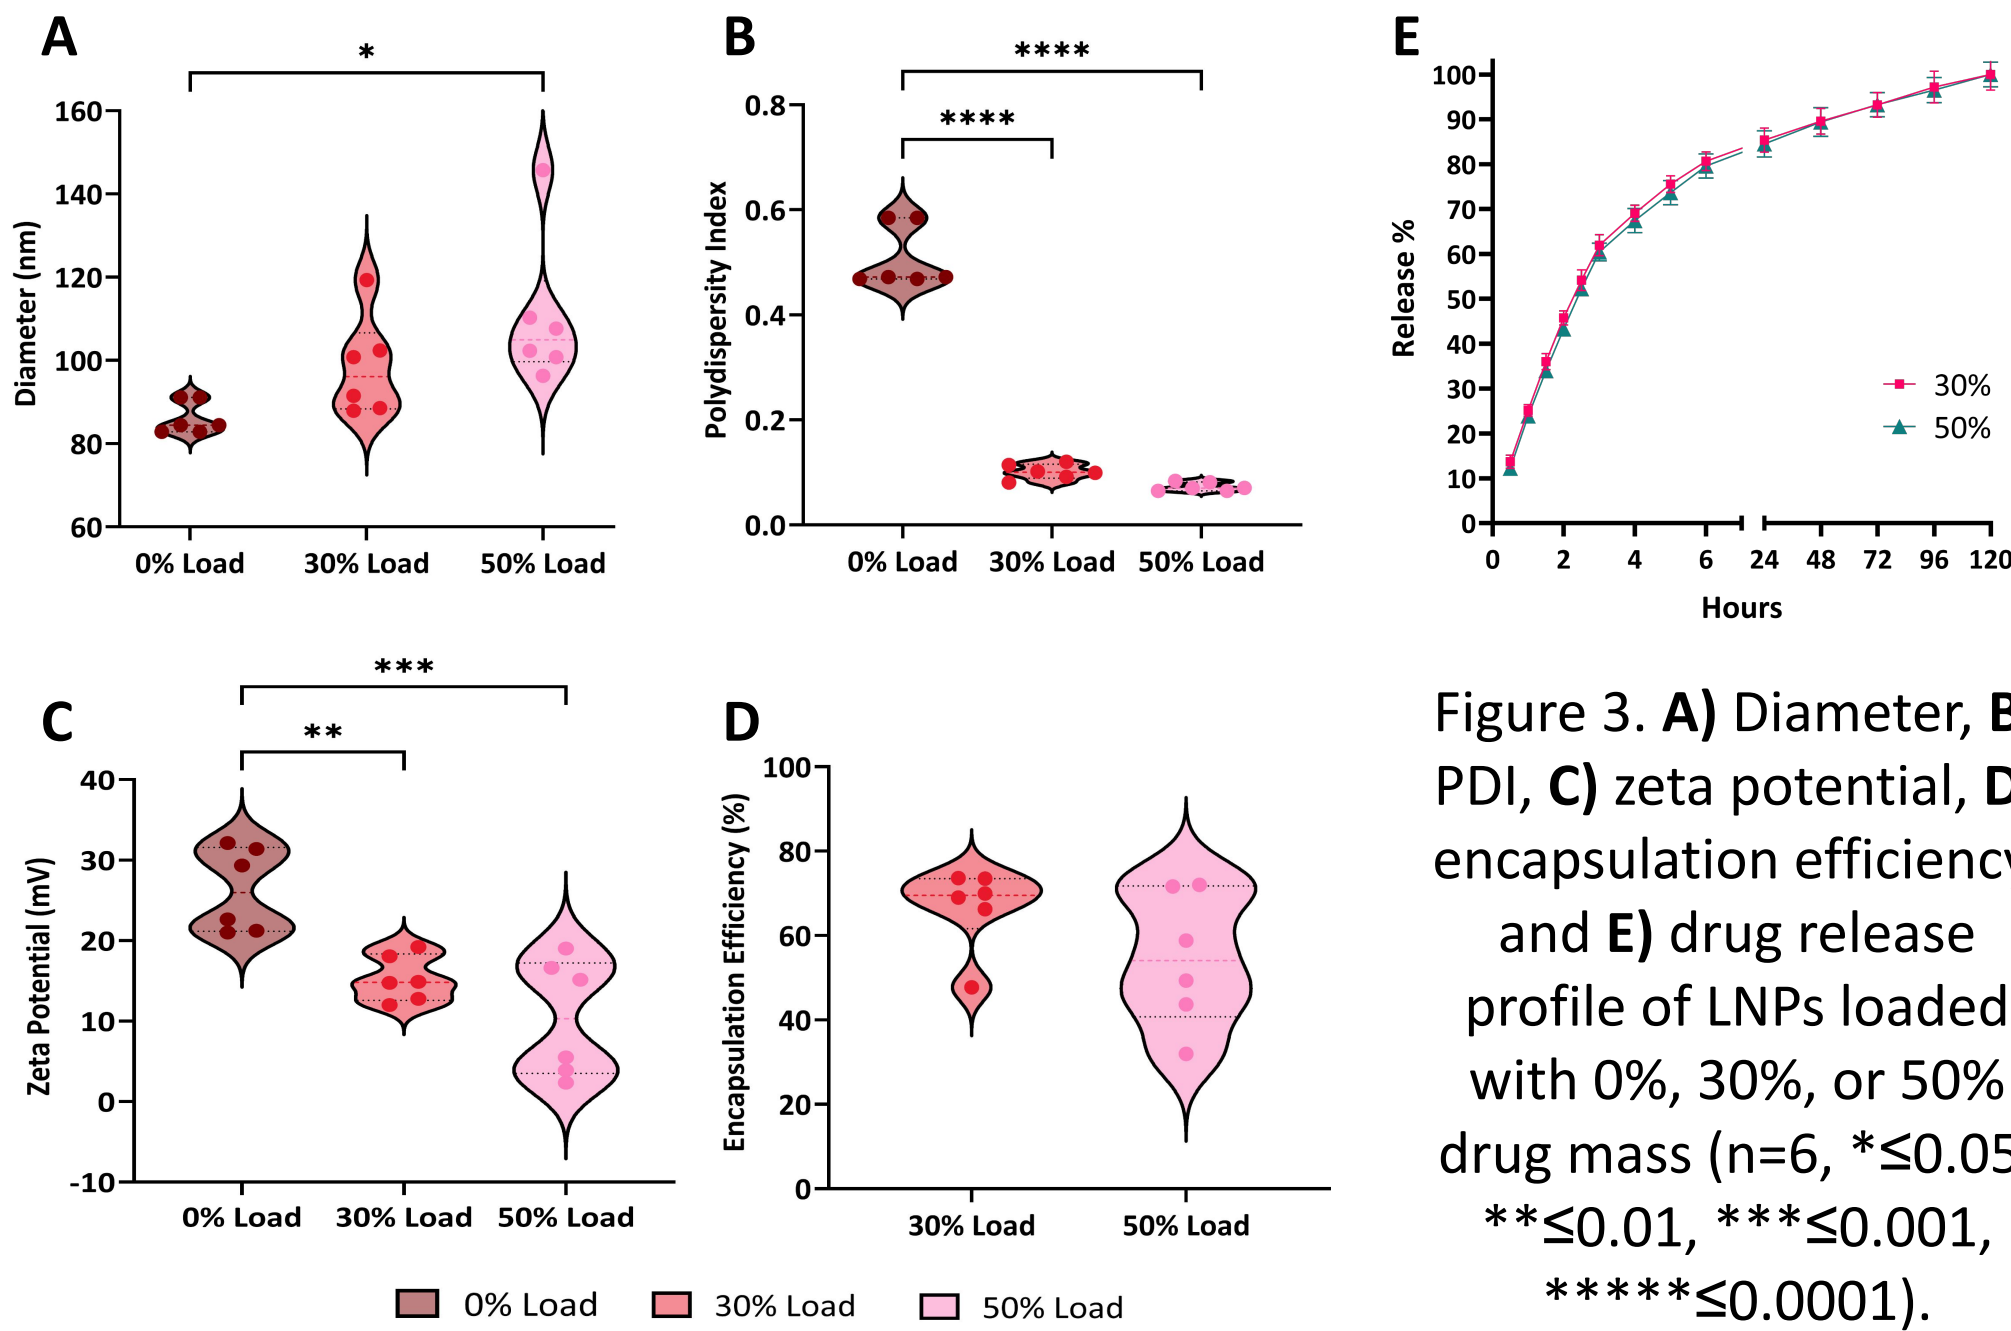 A
*
Diameter (nm)
160
140
120
100
80
60
0% Load
30% Load
50% Load
B
****
****
Polydispersity Index
0.8
0.6
0.4
0.2
0.0
0% Load
30% Load
50% Load
E
Release %
100
90
80
70
60
50
40
30
20
10
0
0 2 4 6 24 48 72 96 120
Hours
30%
50%
C
***
**
Zeta Potential (mV)
40
30
20
10
0
-10
0% Load
30% Load
50% Load
D
Encapsulation Efficiency (%)
100
80
60
40
20
0
30% Load
50% Load
0% Load 30% Load 50% Load
Figure 3. A) Diameter, B
PDI, C) zeta potential, D
encapsulation efficiency
and E) drug release
profile of LNPs loaded
with 0%, 30%, or 50%
drug mass (n=6, *≤0.05
**≤0.01, ***≤0.001,
*****≤0.0001).